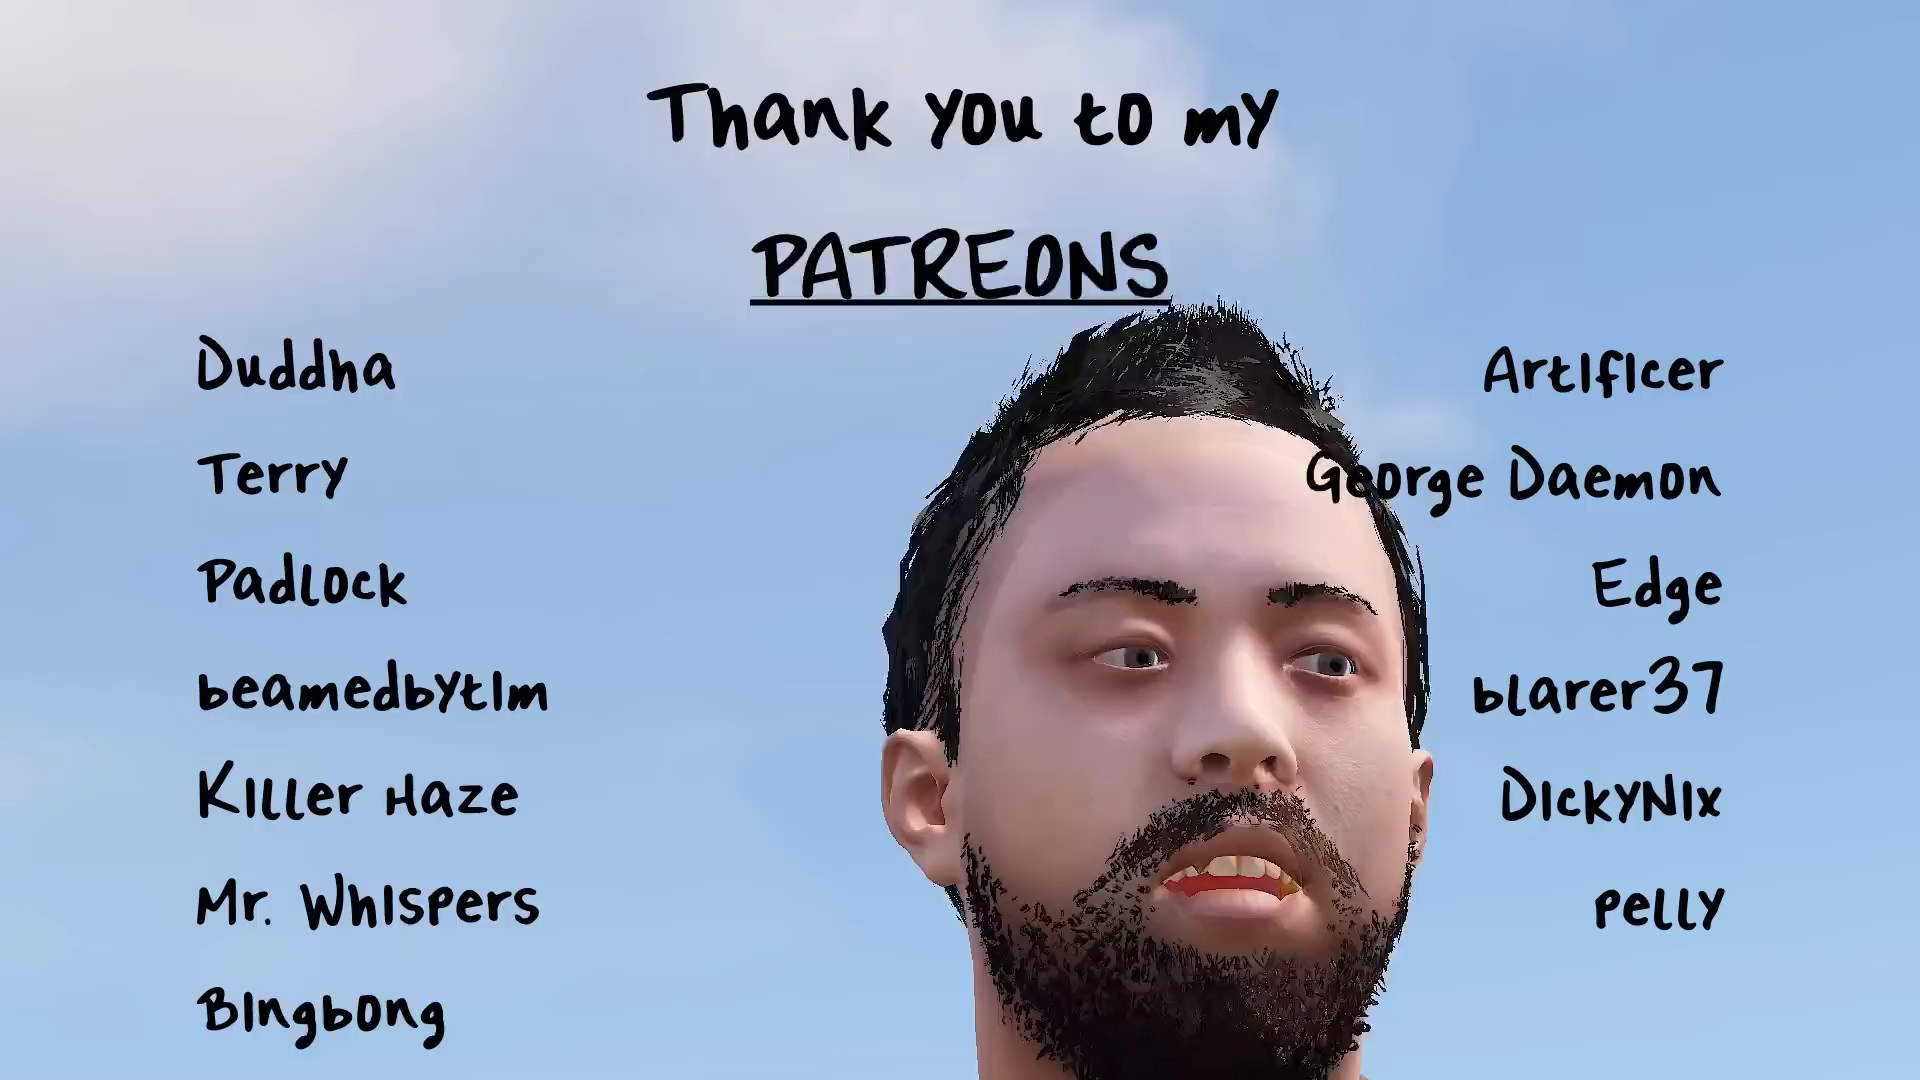 Thank you to my
PATREONS
Duddha
Terry
Padlock
beamedbytim
Killer Haze
Mr. Whispers
Bingbong
Artificer
George Daemon
Edge
blarer37
DickyNix
pelly